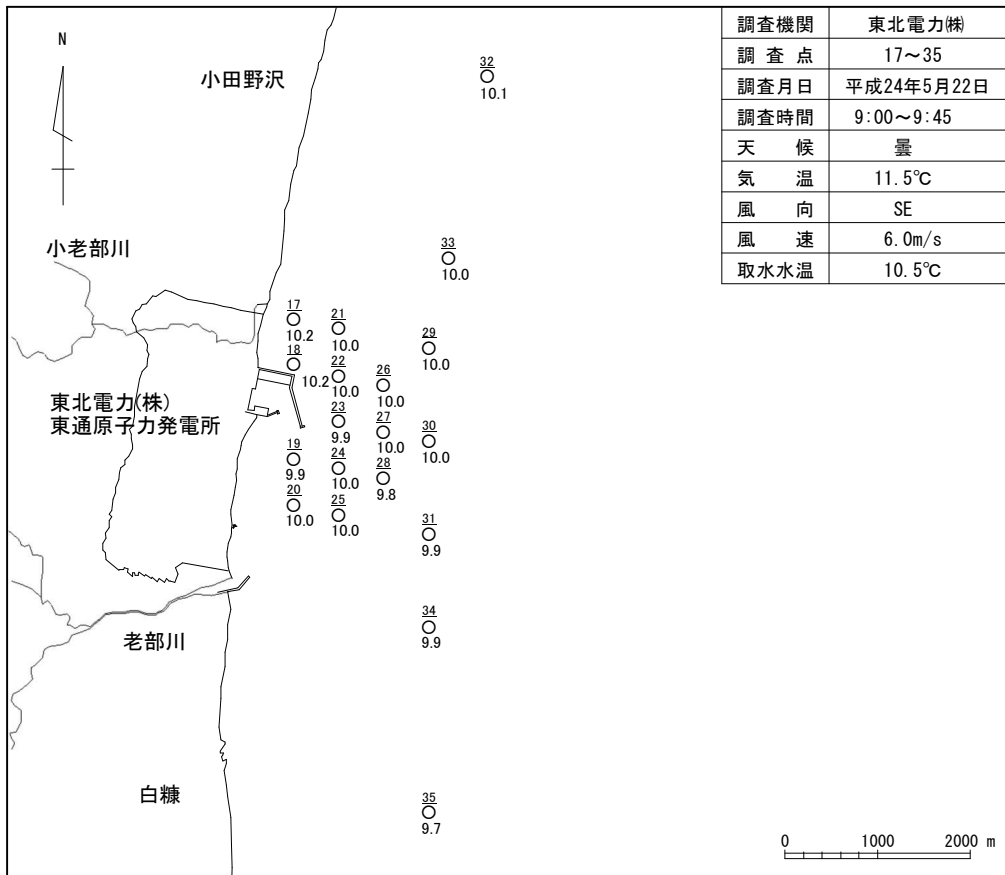 調査機関 東北電力㈱
調査点 17～35
調査月日 平成24年5月22日
調査時間 9:00～9:45
天候 曇
気温 11.5℃
風向 SE
風速 6.0m/s
取水水温 10.5℃
N
小田野沢
32
10.1
小老部川
33
10.0
17
10.2
21
10.0
18
10.2
29
10.0
22
10.0
26
10.0
東北電力(株)
東通原子力発電所
23
9.9
27
10.0
30
10.0
19
9.9
24
10.0
28
9.8
20
10.0
25
10.0
31
9.9
34
9.9
老部川
白糠
35
9.7
0 1000 2000 m